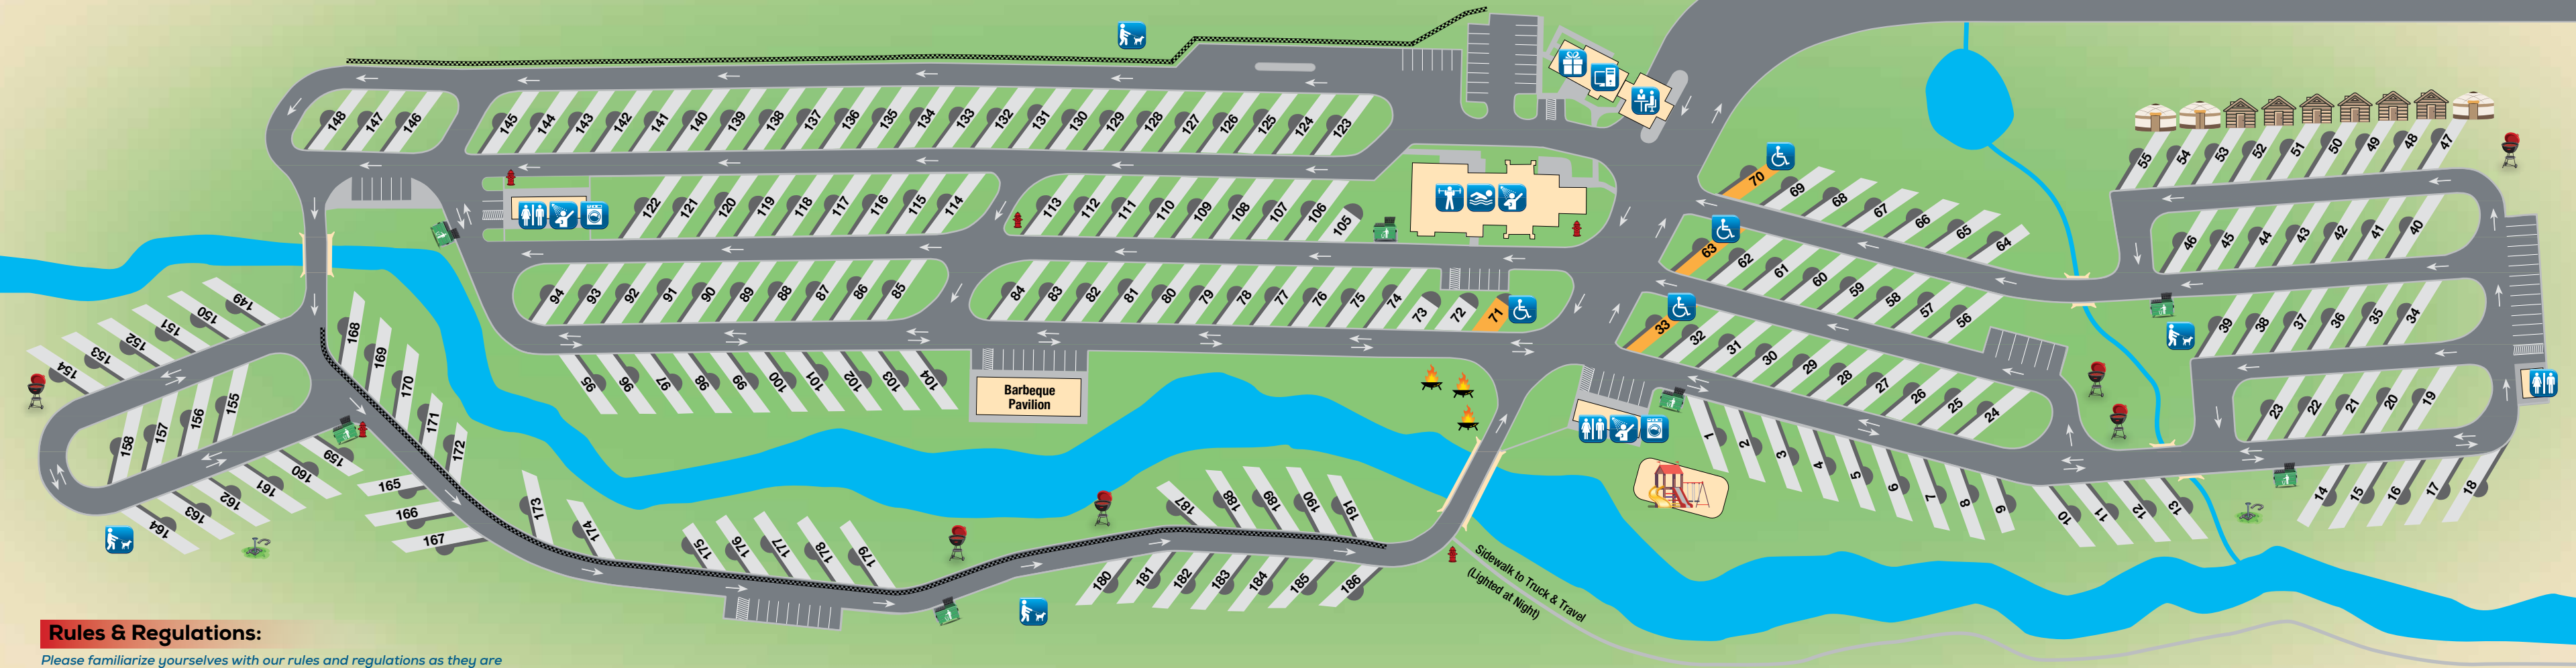 148 147 146 145 144 143 142 141 140 139 138 137 136 135 134 133 132 131 130 129 128 127 126 125 124 123
122 121 120 119 118 117 116 115 114 113 112 111 110 109 108 107 106 105
94 93 92 91 90 89 88 87 86 85 84 83 82 81 80 79 78 77 76 75 74 73 72 71
95 96 97 98 99 100 101 102 103 104
Barbeque
Pavilion
70 69 68 67 66 65 64
63 62 61 60 59 58 57 56
33 32 31 30 29 28 27 26 25 24
1 2 3 4 5 6 7 8 9 10 11 12 13
55 54 53 52 51 50 49 48 47
46 45 44 43 42 41 40
39 38 37 36 35 34
23 22 21 20 19
14 15 16 17 18
154 153 152 151 150 149
158 157 156 155
164 163 162 161 160 159
168 169 170 171 172
165
166
167
173 174 175 176 177 178 179
187 188 189 190 191
180 181 182 183 184 185 186
Sidewalk to Truck & Travel
(Lighted at Night)
Rules & Regulations:
Please familiarize yourselves with our rules and regulations as they are